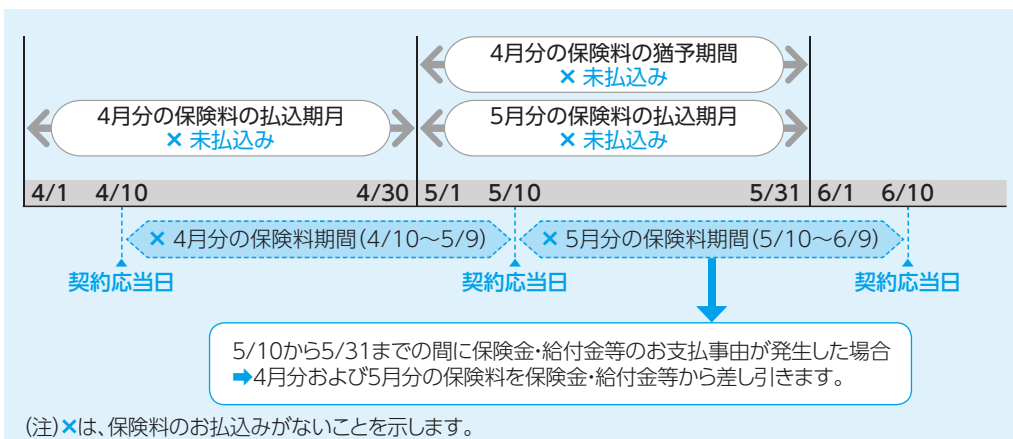 4月分の保険料の猶予期間
× 未払込み
4月分の保険料の払込期月
× 未払込み
5月分の保険料の払込期月
× 未払込み
4/1 4/10 4/30 5/1 5/10 5/31 6/1 6/10
× 4月分の保険料期間(4/10〜5/9) × 5月分の保険料期間(5/10〜6/9)
契約応当日 契約応当日 契約応当日
5/10から5/31までの間に保険金・給付金等のお支払事由が発生した場合
➡4月分および5月分の保険料を保険金・給付金等から差し引きます。
(注)×は、保険料のお払込みがないことを示します。